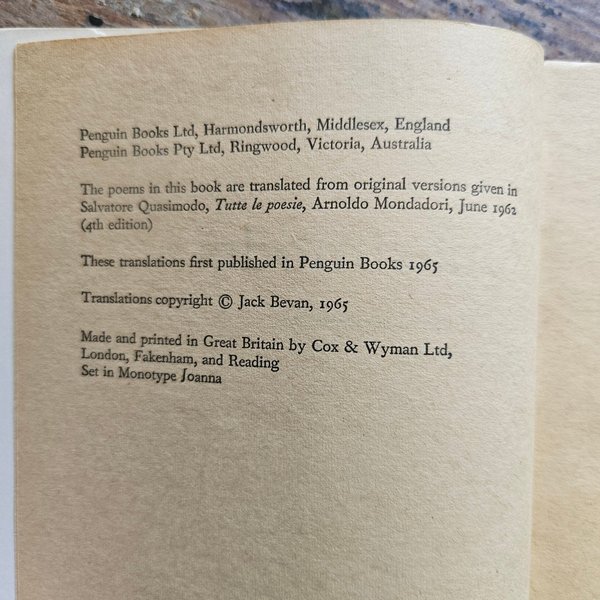 Penguin Books Ltd, Harmondsworth, Middlesex, England
Penguin Books Pty Ltd, Ringwood, Victoria, Australia
The poems in this book are translated from original versions given in
Salvatore Quasimodo, Tutte le poesie, Arnoldo Mondadori, June 1962
(4th edition)
These translations first published in Penguin Books 1965
Translations copyright © Jack Bevan, 1965
Made and printed in Great Britain by Cox & Wyman Ltd,
London, Fakenham, and Reading
Set in Monotype Joanna